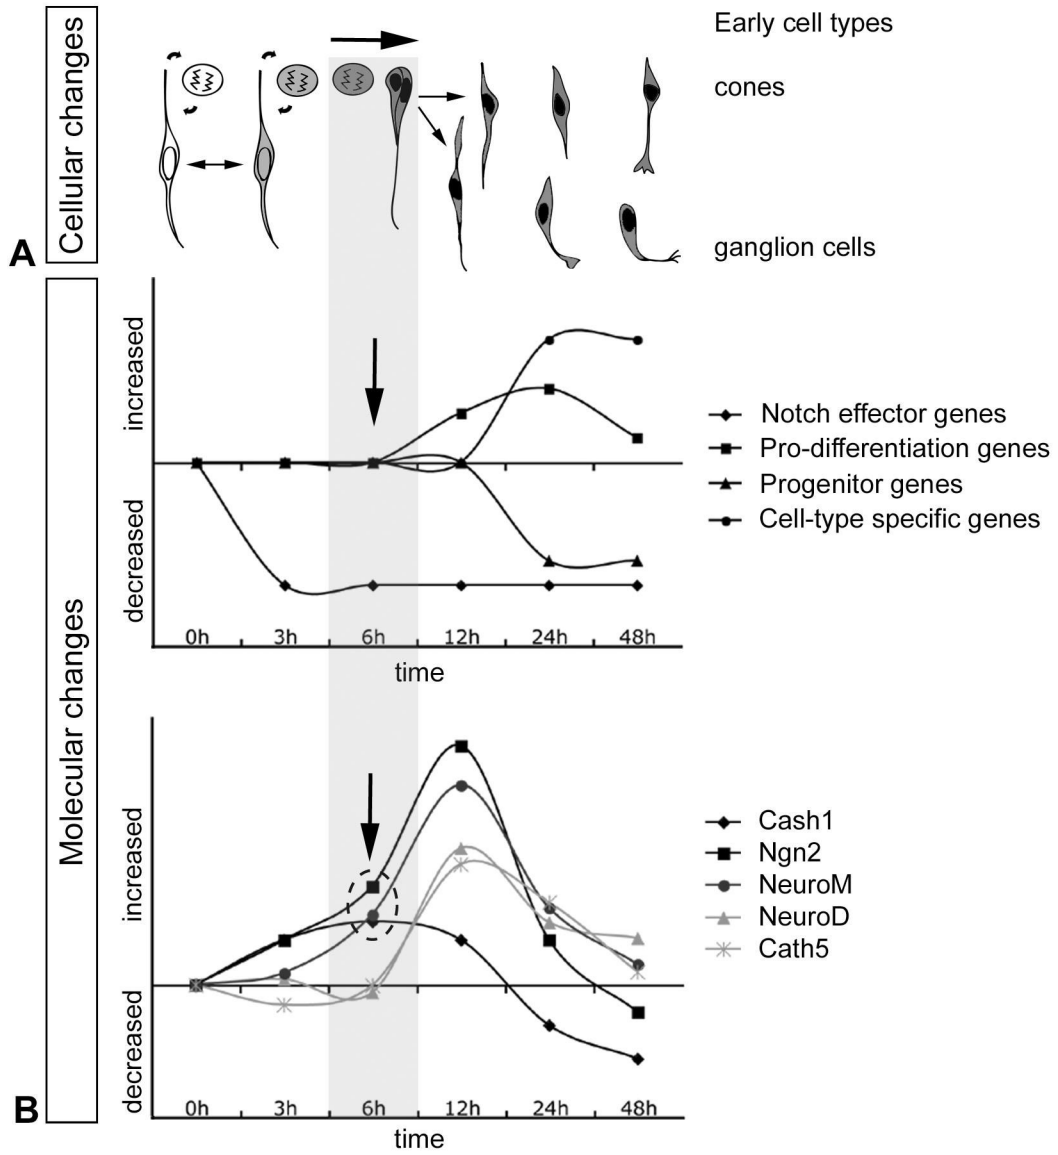 Cellular changes
Early cell types
cones
ganglion cells
A
Molecular changes
increased
decreased
0h 3h 6h 12h 24h 48h
time
Notch effector genes
Pro-differentiation genes
Progenitor genes
Cell-type specific genes
increased
decreased
0h 3h 6h 12h 24h 48h
time
Cash1
Ngn2
NeuroM
NeuroD
Cath5
B